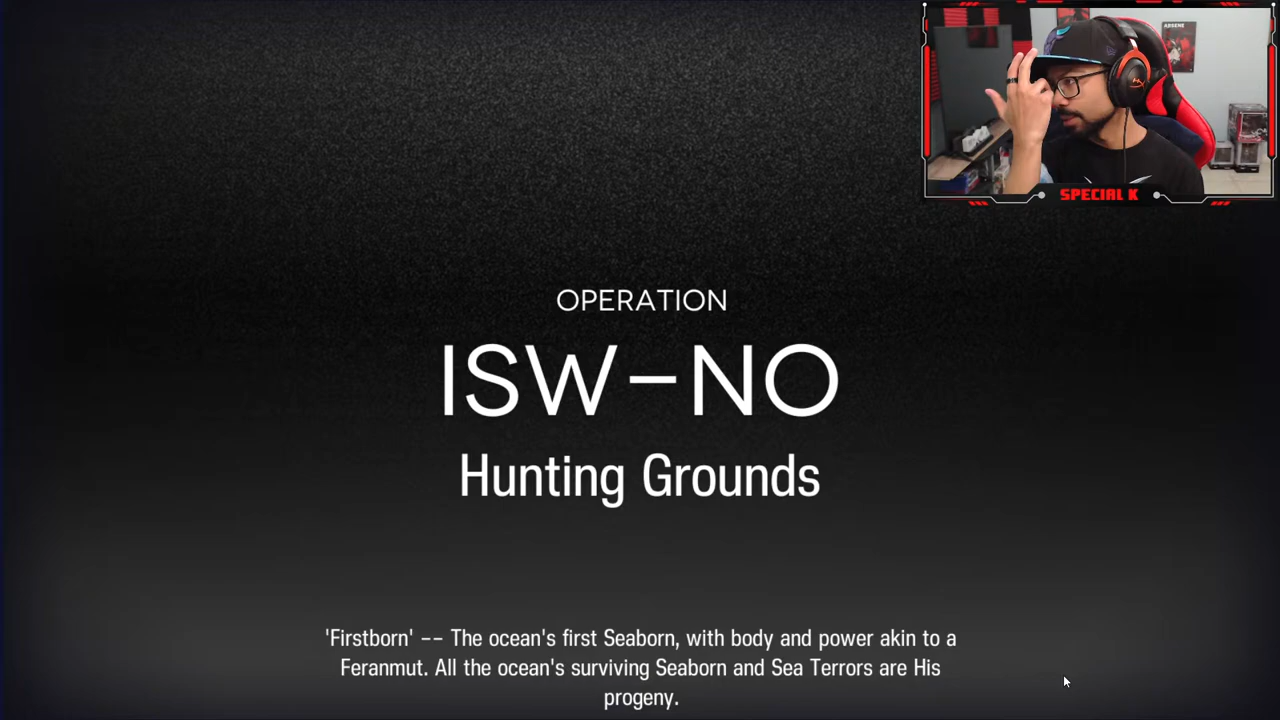 ARSENE
SPECIAL K
OPERATION
ISW-NO
Hunting Grounds
'Firstborn' -- The ocean's first Seaborn, with body and power akin to a
Feranmut. All the ocean's surviving Seaborn and Sea Terrors are His
progeny.